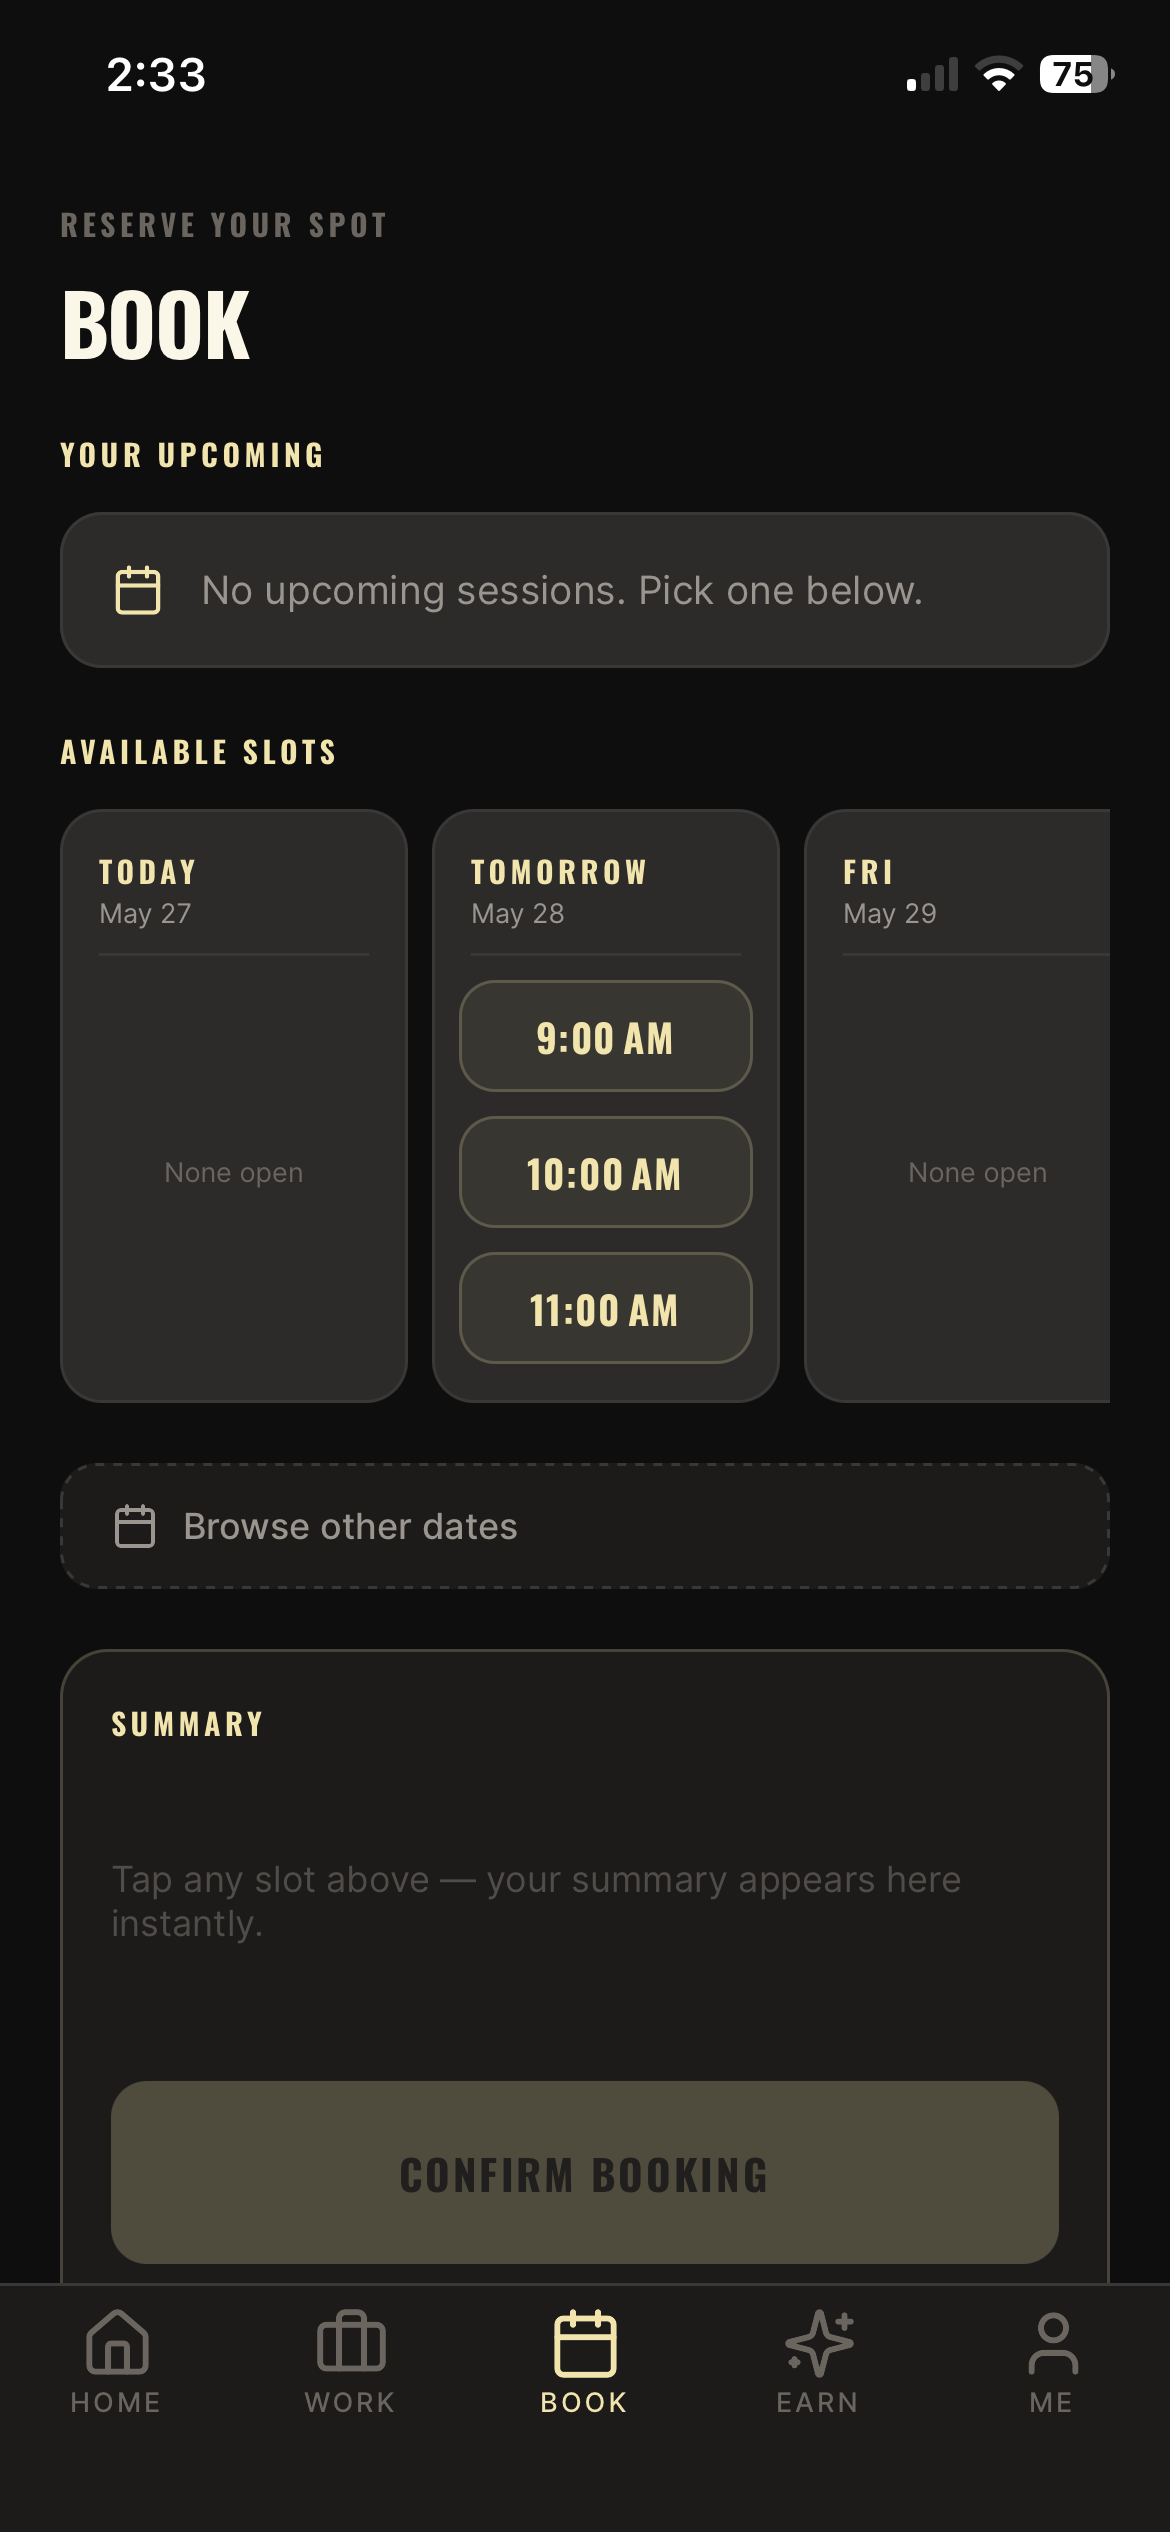 2:33
75
RESERVE YOUR SPOT
BOOK
YOUR UPCOMING
No upcoming sessions. Pick one below.
AVAILABLE SLOTS
TODAY
May 27
None open
TOMORROW
May 28
9:00 AM
10:00 AM
11:00 AM
FRI
May 29
None open
Browse other dates
SUMMARY
Tap any slot above — your summary appears here
instantly.
CONFIRM BOOKING
HOME
WORK
BOOK
EARN
ME